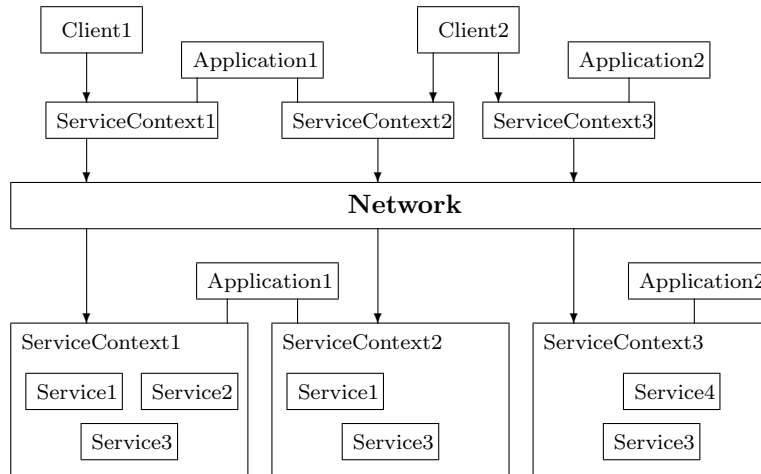 Client1
Client2
Application1
Application2
ServiceContext1
ServiceContext2
ServiceContext3
Network
Application1
Application2
ServiceContext1
ServiceContext2
ServiceContext3
Service1
Service2
Service1
Service4
Service3
Service3
Service3